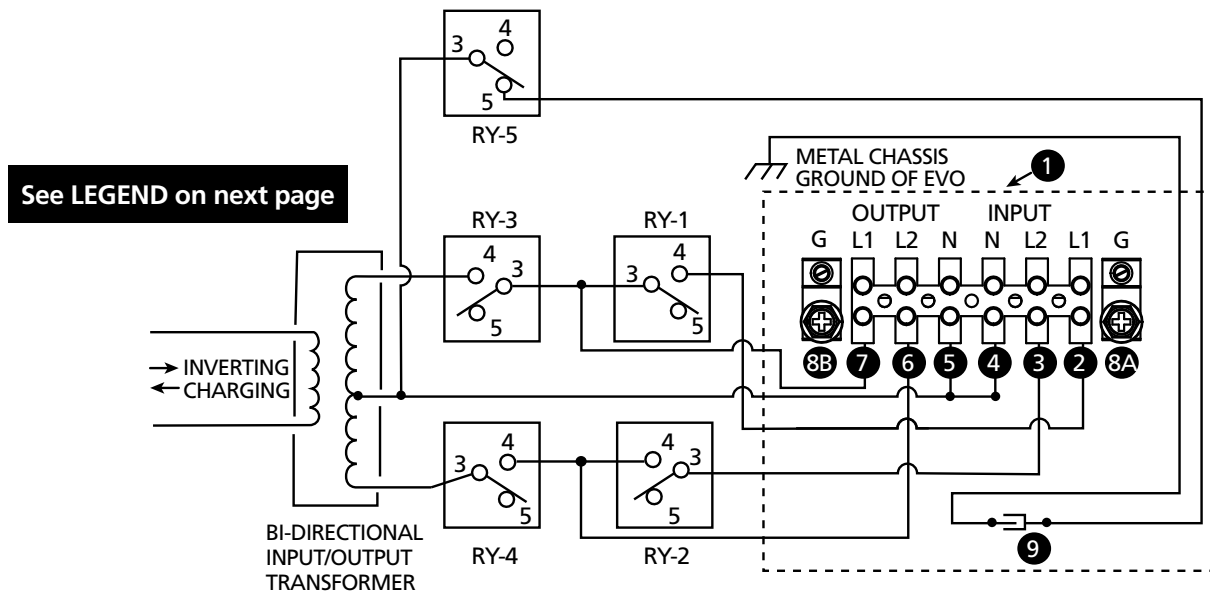 4
3
5
RY-5
See LEGEND on next page
METAL CHASSIS
GROUND OF EVO
1
OUTPUT INPUT
G L1 L2 N N L2 L1 G
RY-3
4
3
5
RY-1
4
3
5
8B 7 6 5 4 3 2 8A
INVERTING
CHARGING
3
4
5
RY-4
4
3
5
RY-2
9
BI-DIRECTIONAL
INPUT/OUTPUT
TRANSFORMER